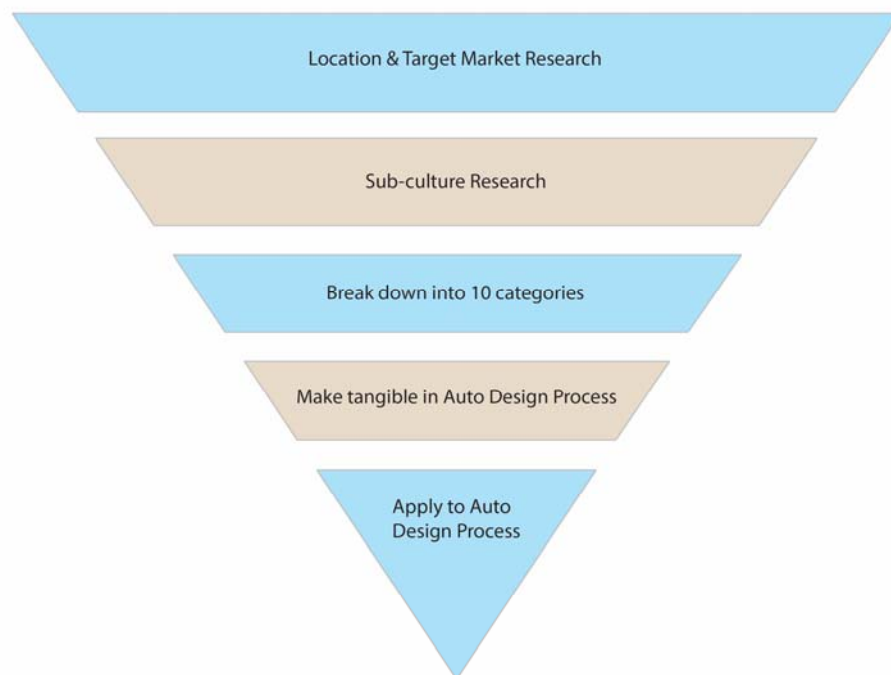 Location & Target Market Research
Sub-culture Research
Break down into 10 categories
Make tangible in Auto Design Process
Apply to Auto
Design Process